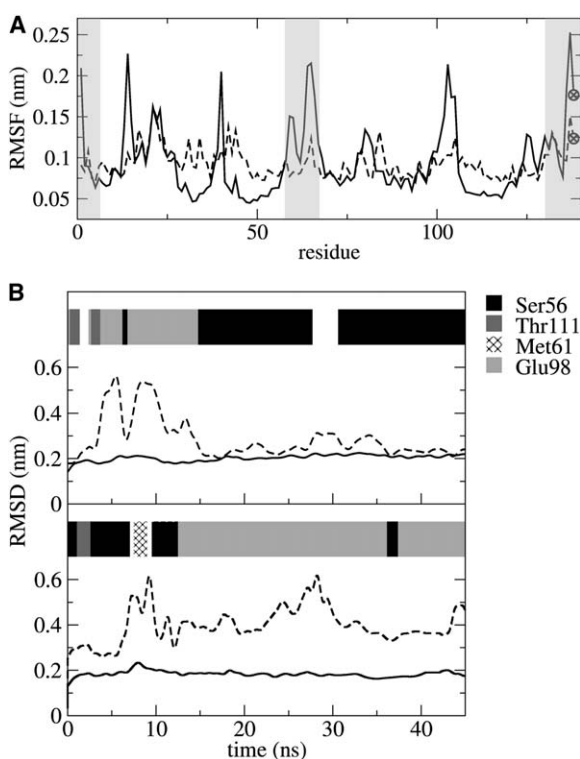 A
0.25
0.2
0.15
0.1
0.05
RMSF (nm)
0 50 100
residue
B
Ser56
Thr111
Met61
Glu98
0.6
0.4
0.2
0
RMSD (nm)
0.6
0.4
0.2
0
0 10 20 30 40
time (ns)